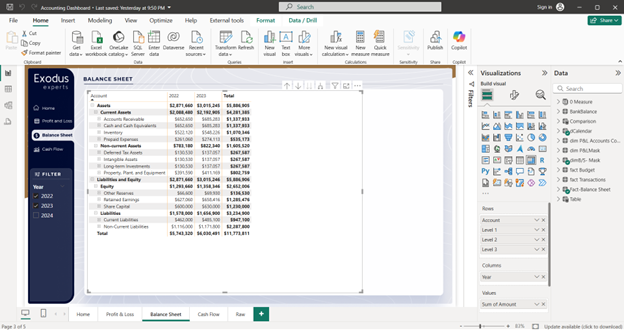 Accounting Dashboard • Last saved: Yesterday at 9:50 PM
Search
Sign in
File Home Insert Modeling View Optimize Help External tools Format Data / Drill
Share
Paste
Cut
Copy
Format painter
Get data
Excel workbook
OneLake catalog
SQL Server
Enter data
Dataverse
Recent sources
Transform data
Refresh
New visual
Text box
More visuals
New visual calculation
New measure
Quick measure
Sensitivity
Publish
Copilot
Clipboard Data Queries Insert Calculations Sensitivity Share Copilot
Exodus
experts
Home
Profit and Loss
Balance Sheet
Cash Flow
FILTER
Year
2022
2023
2024
BALANCE SHEET
Account 2022 2023 Total
Assets $2,871,660 $3,015,245 $5,886,905
Current Assets $2,088,480 $2,192,905 $4,281,385
Accounts Receivable $652,650 $685,283 $1,337,933
Cash and Cash Equivalents $652,650 $685,283 $1,337,933
Inventory $522,120 $548,226 $1,070,346
Prepaid Expenses $261,060 $274,113 $535,173
Non-current Assets $783,180 $822,340 $1,605,520
Deferred Tax Assets $130,530 $137,057 $267,587
Intangible Assets $130,530 $137,057 $267,587
Long-term Investments $130,530 $137,057 $267,587
Property, Plant, and Equipment $391,590 $411,169 $802,759
Liabilities and Equity $2,871,660 $3,015,245 $5,886,905
Equity $1,293,660 $1,358,346 $2,652,006
Other Reserves $66,600 $69,930 $136,530
Retained Earnings $627,060 $658,416 $1,285,476
Share Capital $600,000 $630,000 $1,230,000
Liabilities $1,578,000 $1,656,900 $3,234,900
Current Liabilities $462,000 $485,100 $947,100
Non-Current Liabilities $1,116,000 $1,171,800 $2,287,800
Total $5,743,320 $6,030,491 $11,773,811
Filters
Visualizations
Build visual
Rows
Account
Level 1
Level 2
Level 3
Columns
Year
Values
Sum of Amount
Data
Search
0.Measure
BankBalance
Comparison
dCalendar
dim P&L Accounts Co...
dim P&LMask
dimB/S- Mask
fact Budget
fact Transactions
Fact-Balance Sheet
Table
Home Profit & Loss Balance Sheet Cash Flow Raw
Page 3 of 5
83%
Update available (click to download)